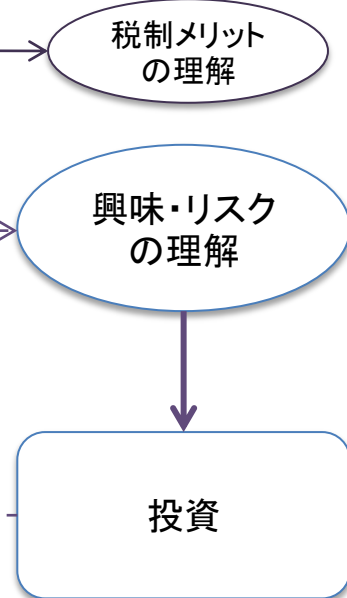 税制メリット
の理解
興味・リスク
の理解
投資